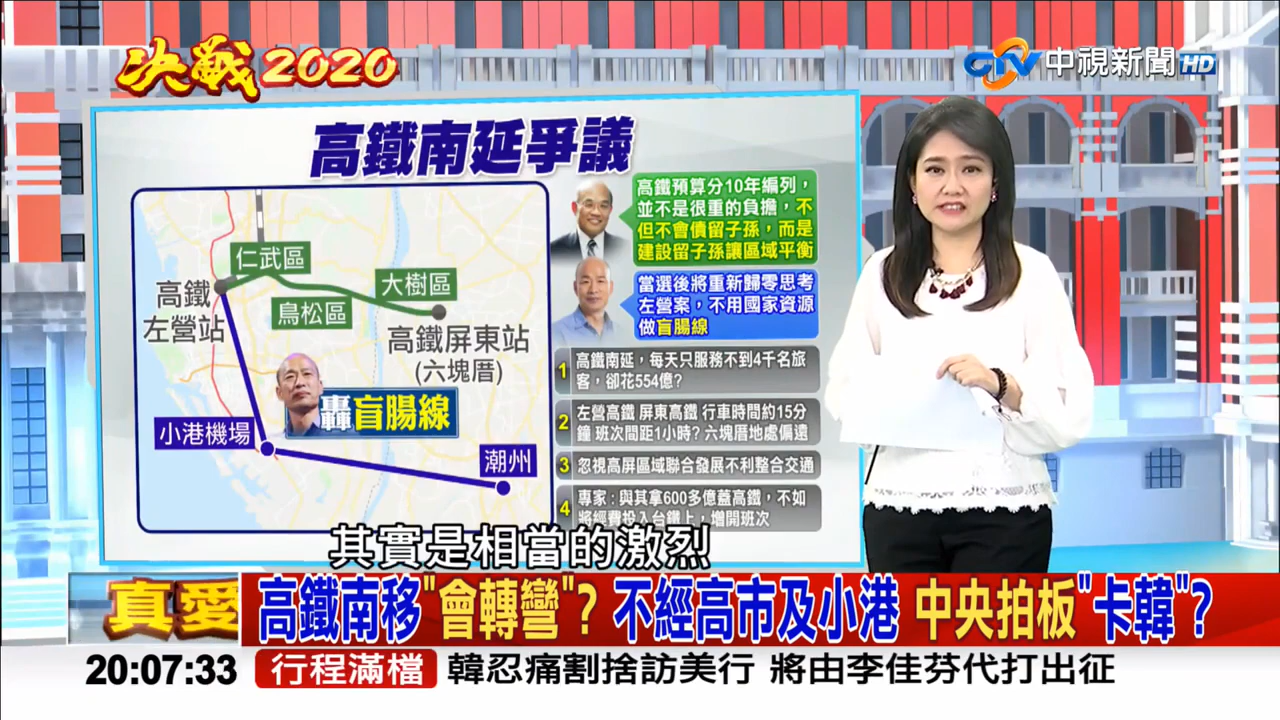 決戰2020
CTV中視新聞HD
高鐵南延爭議
仁武區
大樹區
高鐵
左營站
鳥松區
高鐵屏東站
(六塊厝)
轟盲腸線
小港機場
潮州
高鐵預算分10年編列，
並不是很重的負擔，不
但不會債留子孫，而是
建設留子孫讓區域平衡
當選後將重新歸零思考
左營案，不用國家資源
做盲腸線
1 高鐵南延，每天只服務不到4千名旅
客，卻花554億?
2 左營高鐵 屏東高鐵 行車時間約15分
鐘 班次間距1小時? 六塊厝地處偏遠
3 忽視高屏區域聯合發展不利整合交通
4 專家：與其拿600多億蓋高鐵，不如
將經費投入台鐵上，增開班次
其實是相當的激烈
真愛
高鐵南移"會轉彎"? 不經高市及小港 中央拍板"卡韓"?
20:07:33 行程滿檔 韓忍痛割捨訪美行 將由李佳芬代打出征